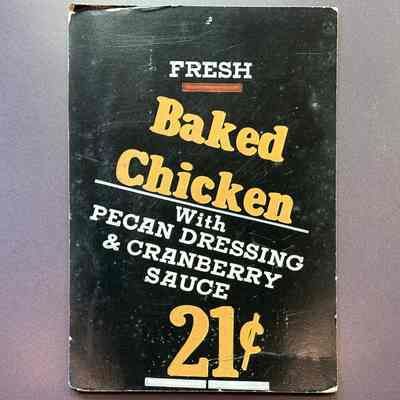 FRESH
Baked
Chicken
With
PECAN DRESSING
& CRANBERRY
SAUCE
21¢